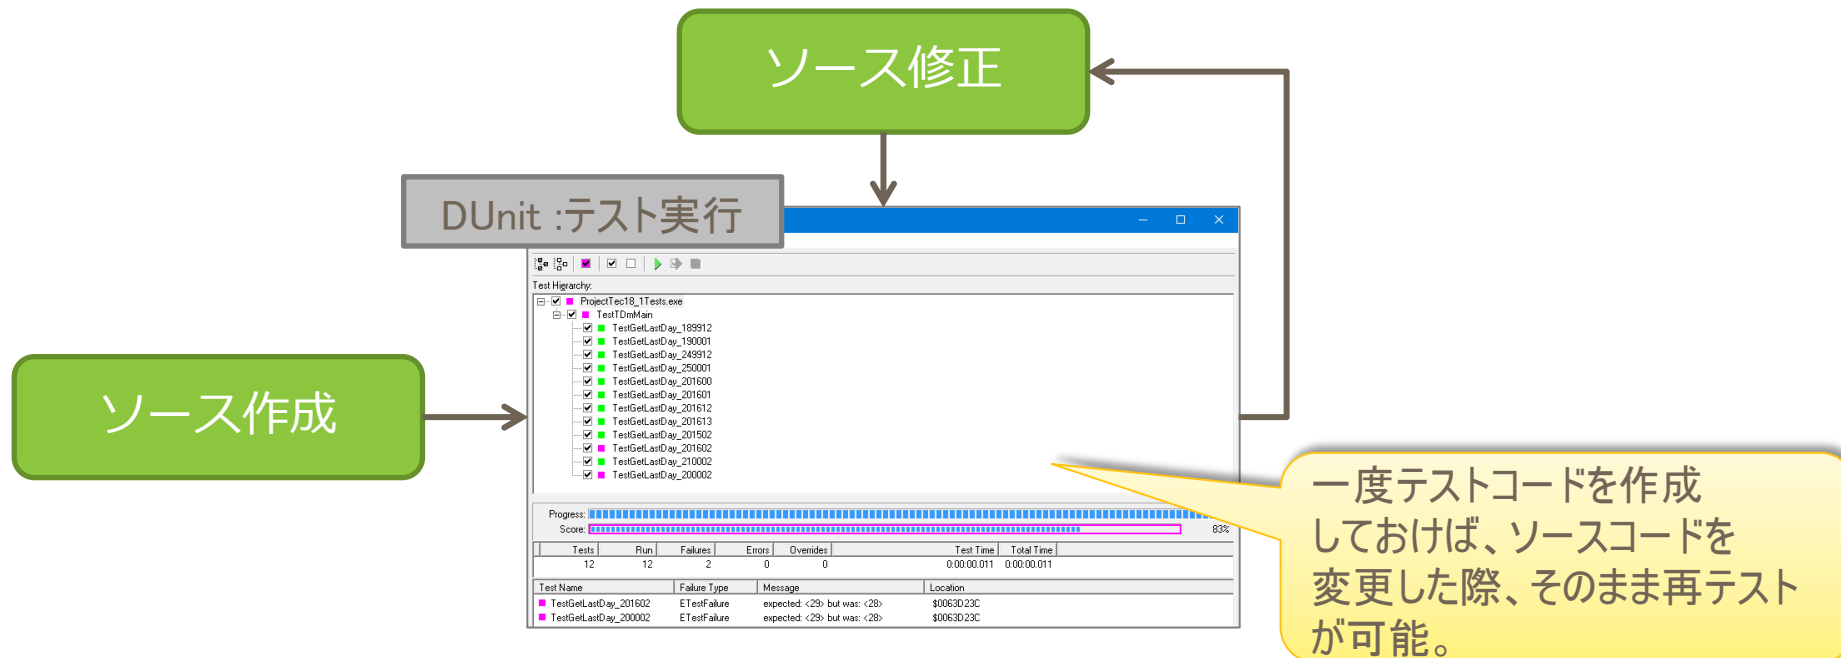 ソース修正
DUnit :テスト実行
Test Hierarchy:
ProjectTec18_1Tests.exe
TestTDmMain
TestGetLastDay_189912
TestGetLastDay_190001
TestGetLastDay_249912
TestGetLastDay_250001
TestGetLastDay_201600
TestGetLastDay_201601
TestGetLastDay_201612
TestGetLastDay_201613
TestGetLastDay_201502
TestGetLastDay_201602
TestGetLastDay_210002
TestGetLastDay_200002
ソース作成
Progress:
Score: 83%
Tests Run Failures Errors Overrides Test Time Total Time
12 12 2 0 0 0:00:00.011 0:00:00.011
Test Name Failure Type Message Location
TestGetLastDay_201602 ETestFailure expected: <29> but was: <28> $0063D23C
TestGetLastDay_200002 ETestFailure expected: <29> but was: <28> $0063D23C
一度テストコードを作成
しておけば、ソースコードを
変更した際、そのまま再テスト
が可能。